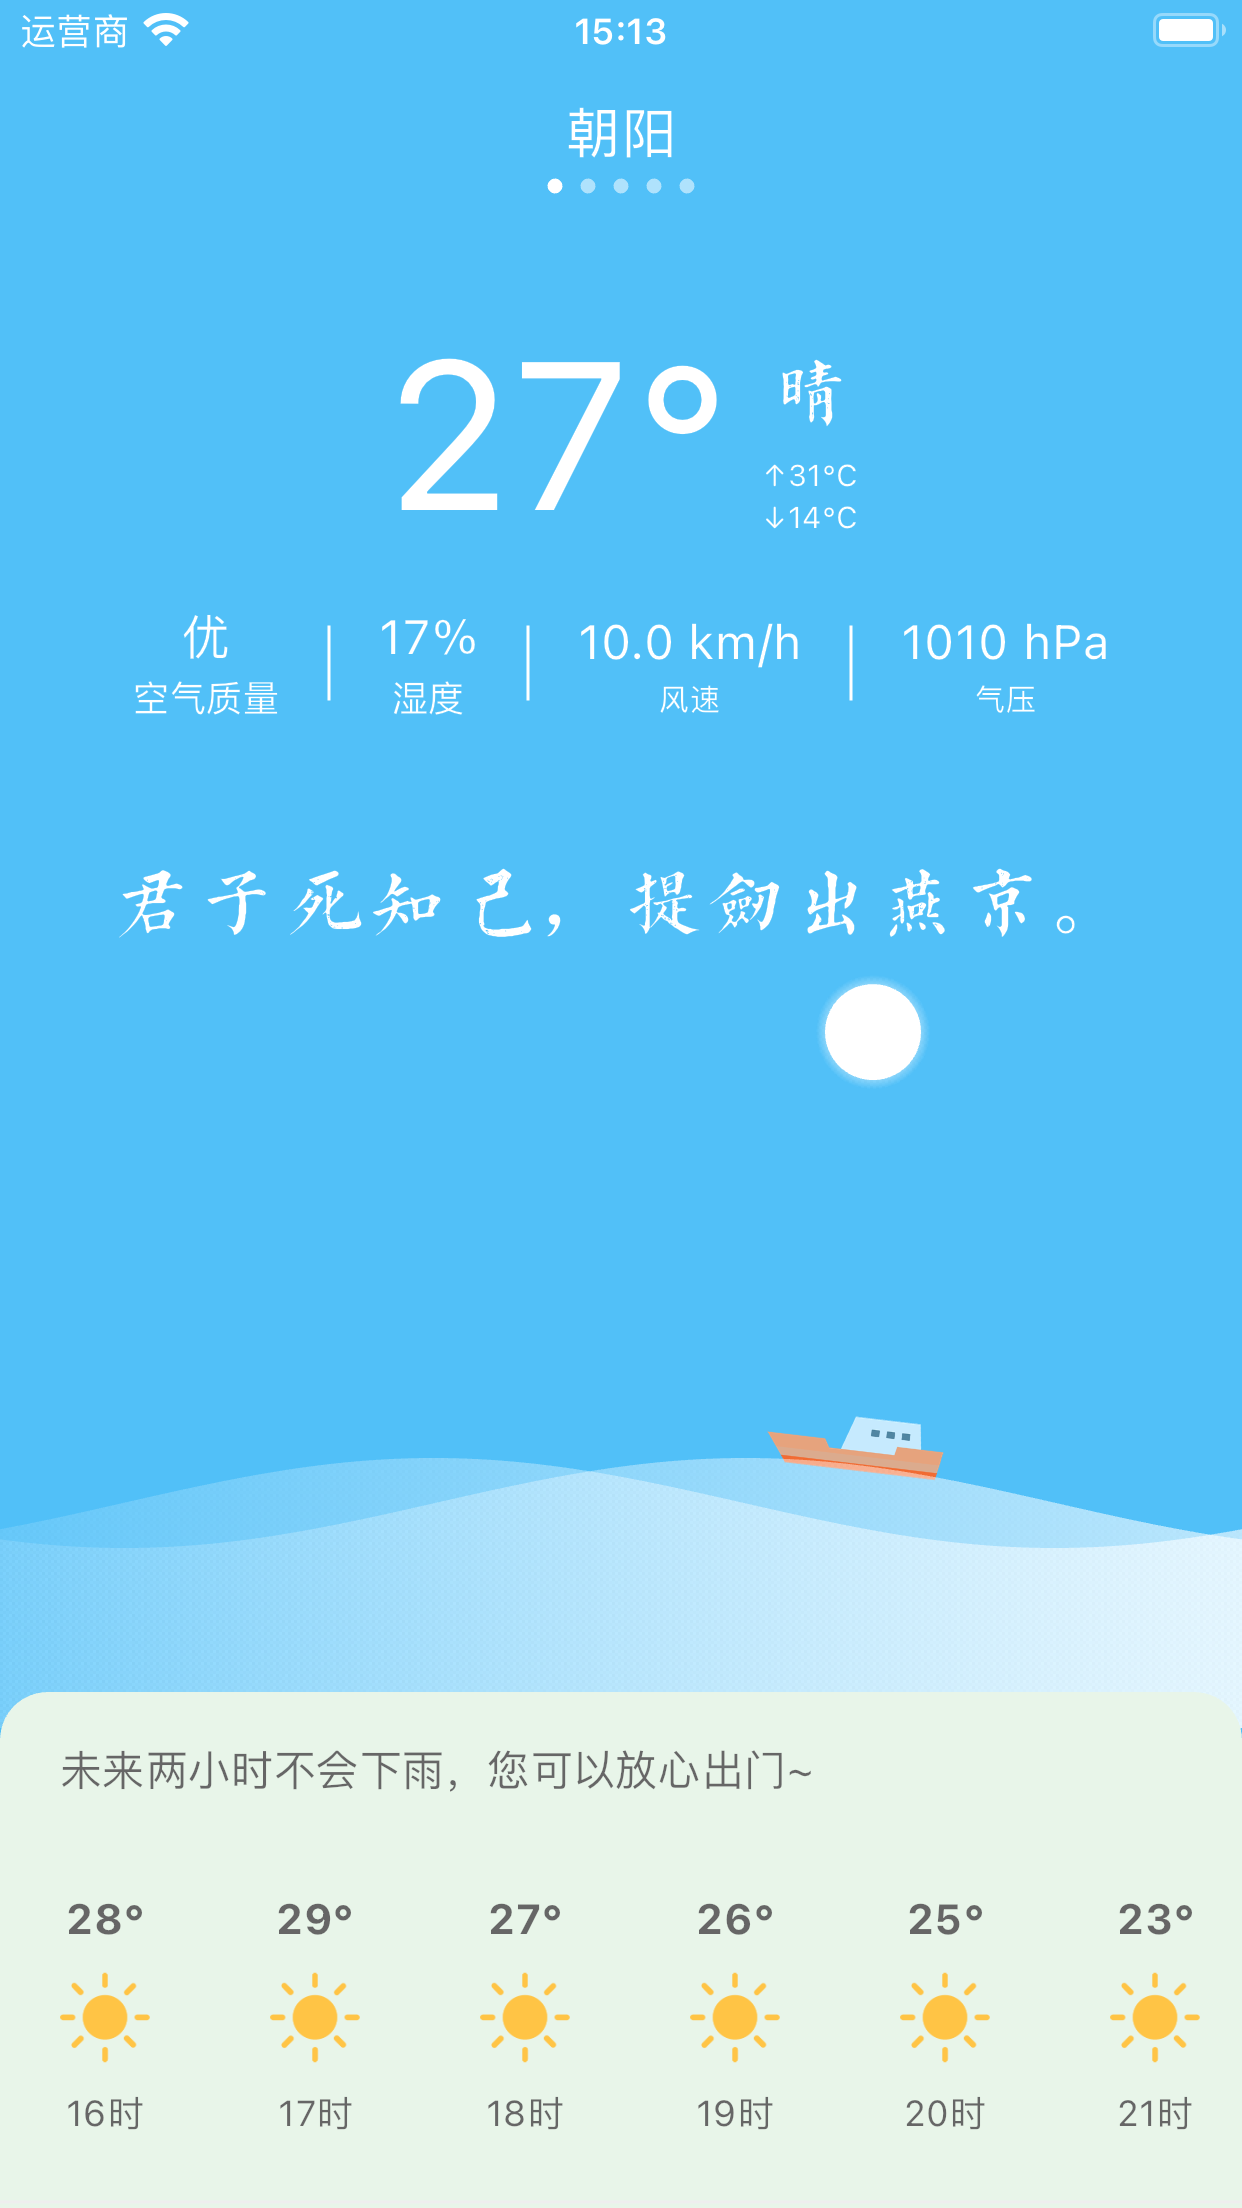 运营商 15:13
朝阳
27° 晴
↑31°C
↓14°C
优 17% 10.0 km/h 1010 hPa
空气质量 湿度 风速 气压
君子死知己，提劒出燕京。
未来两小时不会下雨，您可以放心出门~
28° 29° 27° 26° 25° 23°
16时 17时 18时 19时 20时 21时